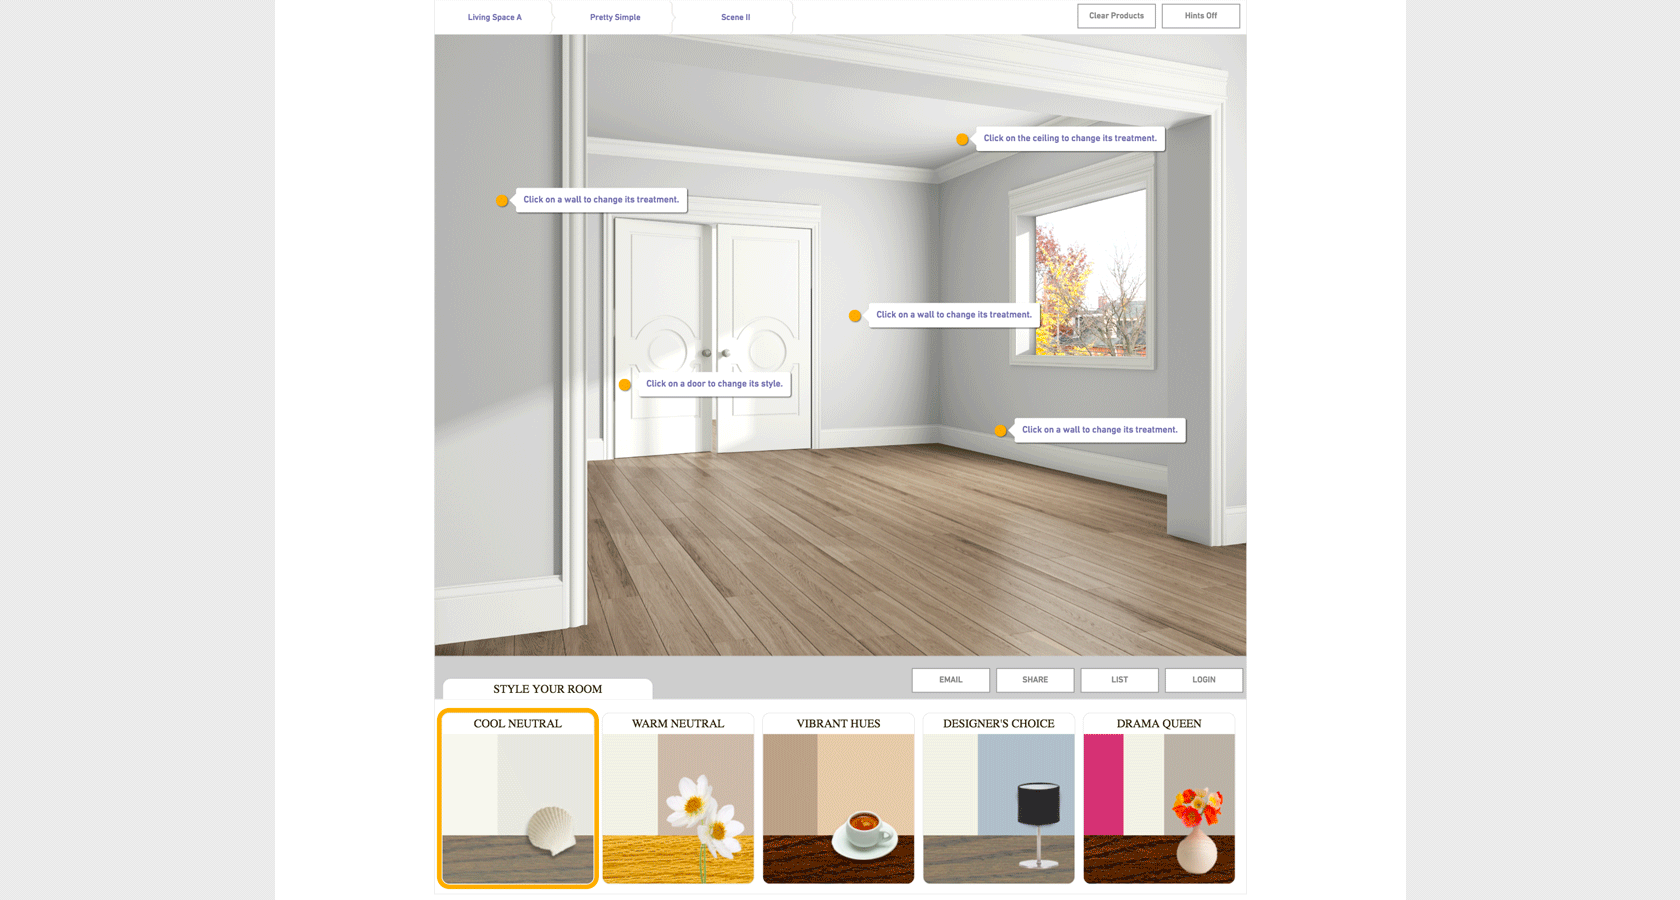 Living Space A
Pretty Simple
Scene II
Clear Products
Hints Off
Click on the ceiling to change its treatment.
Click on a wall to change its treatment.
Click on a wall to change its treatment.
Click on a door to change its style.
Click on a wall to change its treatment.
EMAIL
SHARE
LIST
LOGIN
STYLE YOUR ROOM
COOL NEUTRAL
WARM NEUTRAL
VIBRANT HUES
DESIGNER'S CHOICE
DRAMA QUEEN